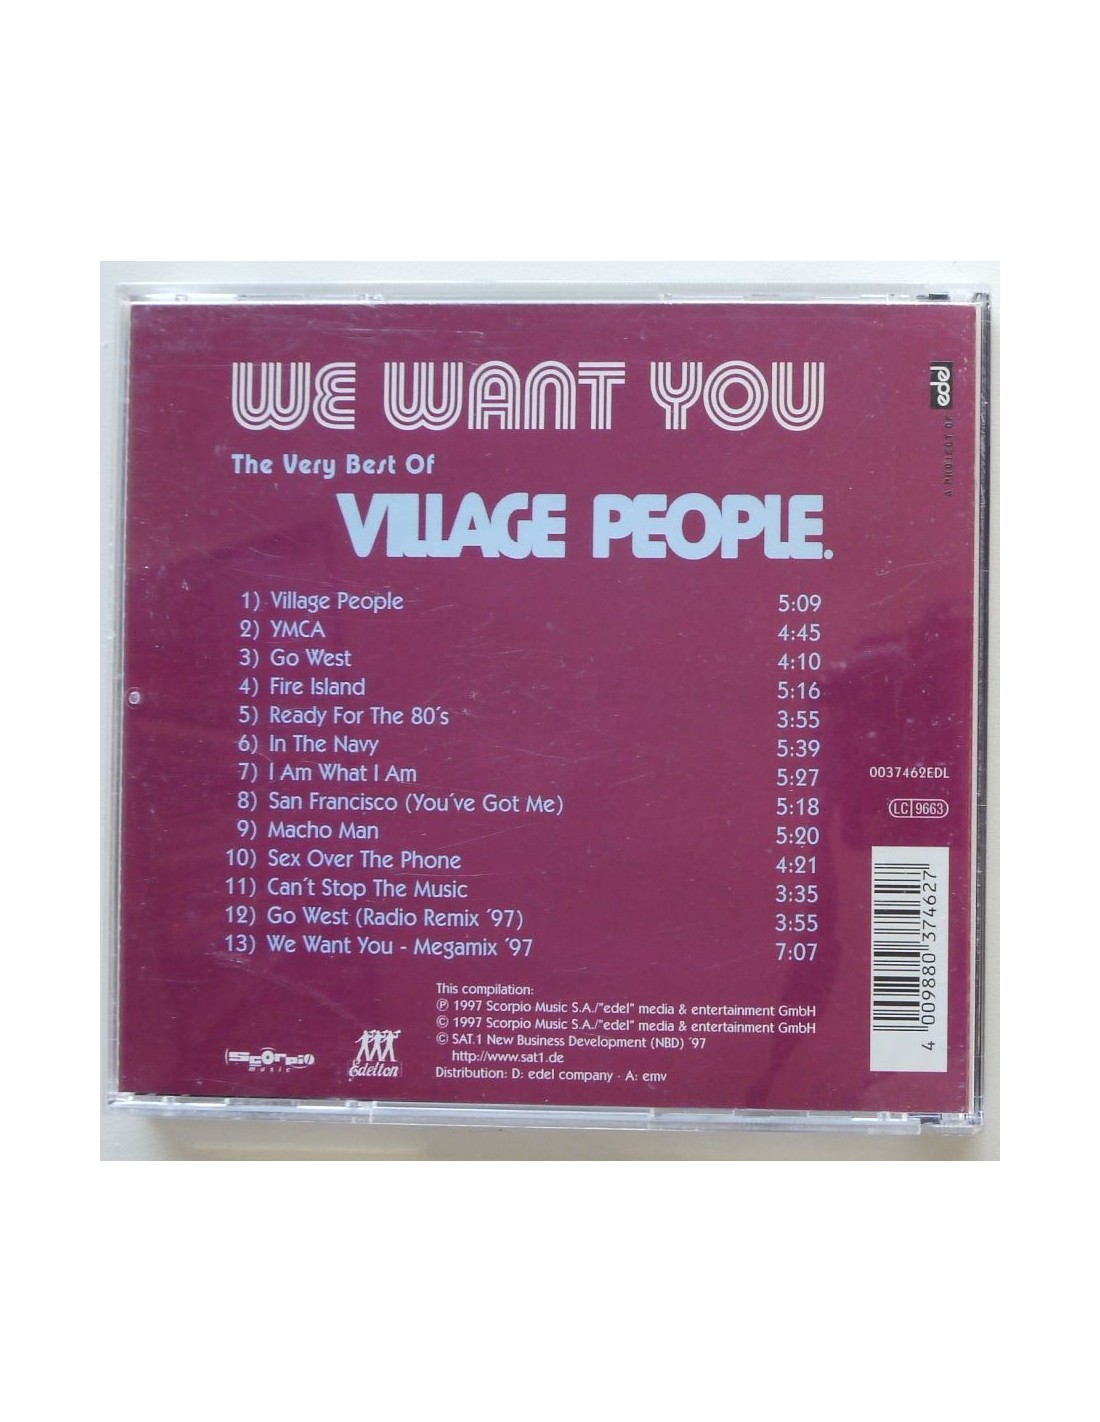 WE WANT YOU
The Very Best Of
VILLAGE PEOPLE.
A PROJECT OF edel
1) Village People 5:09
2) YMCA 4:45
3) Go West 4:10
4) Fire Island 5:16
5) Ready For The 80´s 3:55
6) In The Navy 5:39
7) I Am What I Am 5:27
8) San Francisco (You´ve Got Me) 5:18
9) Macho Man 5:20
10) Sex Over The Phone 4:21
11) Can´t Stop The Music 3:35
12) Go West (Radio Remix ´97) 3:55
13) We Want You - Megamix ´97 7:07
0037462EDL
LC 9663
4 009880 374627
This compilation:
℗ 1997 Scorpio Music S.A./"edel" media & entertainment GmbH
© 1997 Scorpio Music S.A./"edel" media & entertainment GmbH
© SAT.1 New Business Development (NBD) ´97
http://www.sat1.de
Distribution: D: edel company · A: emv
Scorpio
music
Edelton